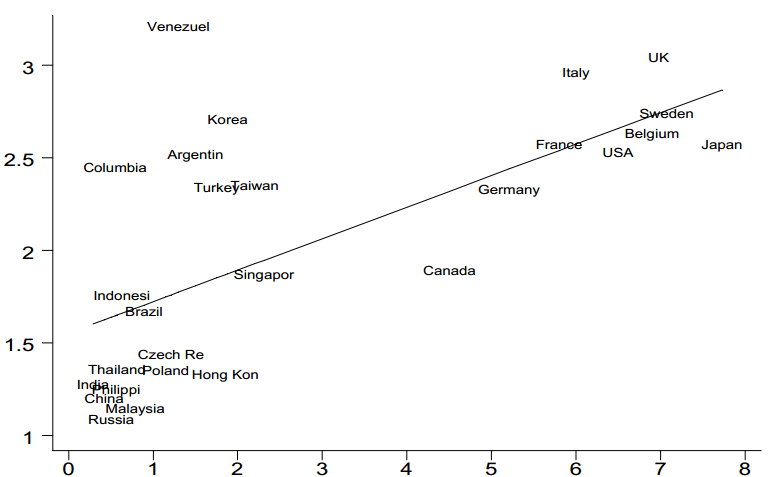 Venezuel
UK
3
Italy
Korea
Sweden
Belgium
Argentin
France
Japan
2.5
USA
Columbia
Turkey
Taiwan
Germany
2
Singapor
Canada
Indonesi
Brazil
1.5
Czech Re
Thailand
Poland
Hong Kon
India
Philippi
China
Malaysia
Russia
1
0 1 2 3 4 5 6 7 8